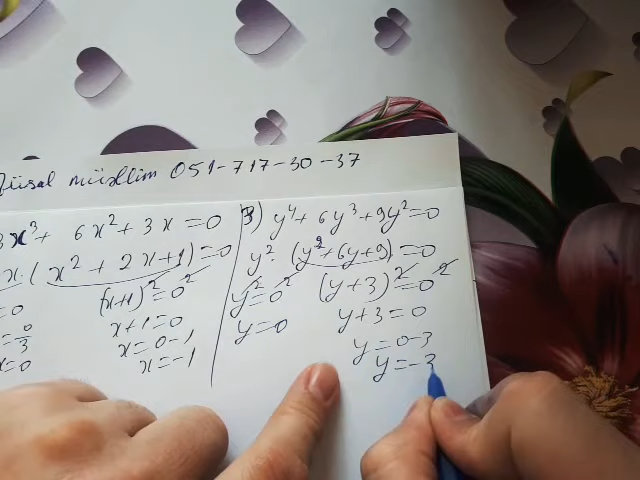 müəllim 051-717-30-37
3x³ + 6x² + 3x = 0
x · (x² + 2x + 1) = 0
= 0 (x+1)² = 0²
x + 1 = 0
x = 0 - 1
x = 0 x = -1
3) y⁴ + 6y³ + 9y² = 0
y² · (y² + 6y + 9) = 0
y² = 0² (y + 3)² = 0²
y = 0 y + 3 = 0
y = 0 - 3
y = -3